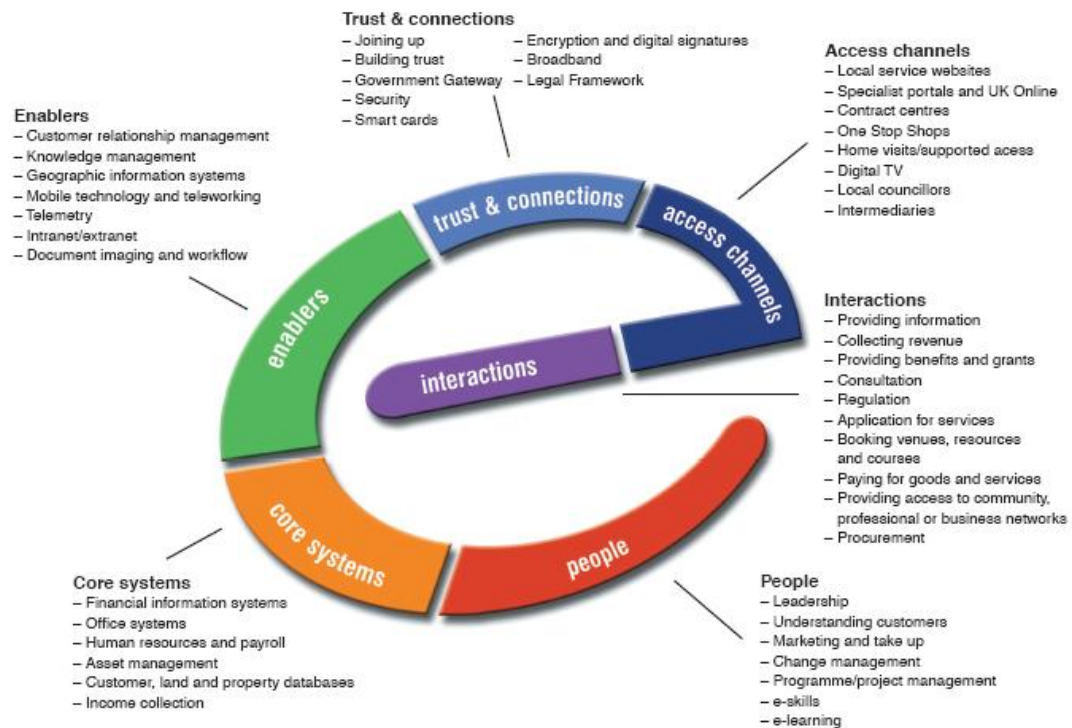 Trust & connections
– Joining up
– Building trust
– Government Gateway
– Security
– Smart cards
– Encryption and digital signatures
– Broadband
– Legal Framework
Access channels
– Local service websites
– Specialist portals and UK Online
– Contract centres
– One Stop Shops
– Home visits/supported acess
– Digital TV
– Local councillors
– Intermediaries
Enablers
– Customer relationship management
– Knowledge management
– Geographic information systems
– Mobile technology and teleworking
– Telemetry
– Intranet/extranet
– Document imaging and workflow
trust & connections
access channels
enablers
interactions
core systems
people
Interactions
– Providing information
– Collecting revenue
– Providing benefits and grants
– Consultation
– Regulation
– Application for services
– Booking venues, resources
and courses
– Paying for goods and services
– Providing access to community,
professional or business networks
– Procurement
Core systems
– Financial information systems
– Office systems
– Human resources and payroll
– Asset management
– Customer, land and property databases
– Income collection
People
– Leadership
– Understanding customers
– Marketing and take up
– Change management
– Programme/project management
– e-skills
– e-learning